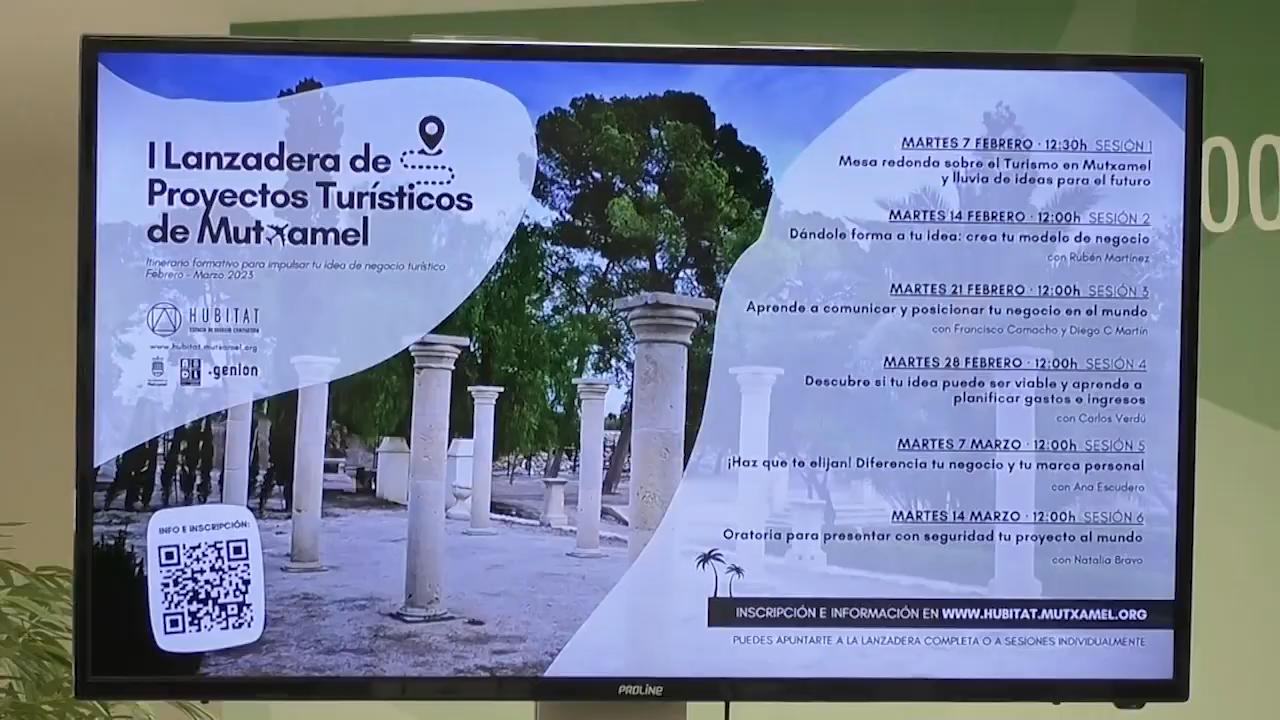 I Lanzadera de
Proyectos Turísticos
de Mutxamel
Itinerario formativo para impulsar tu idea de negocio turístico
Febrero - Marzo 2023
HUBITAT
www.hubitat.mutxamel.org
.genion
INFO E INSCRIPCIÓN:
MARTES 7 FEBRERO · 12:30h SESIÓN 1
Mesa redonda sobre el Turismo en Mutxamel
y lluvia de ideas para el futuro
MARTES 14 FEBRERO · 12:00h SESIÓN 2
Dándole forma a tu idea: crea tu modelo de negocio
con Rubén Martínez
MARTES 21 FEBRERO · 12:00h SESIÓN 3
Aprende a comunicar y posicionar tu negocio en el mundo
con Francisco Camacho y Diego C Martín
MARTES 28 FEBRERO · 12:00h SESIÓN 4
Descubre si tu idea puede ser viable y aprende a
planificar gastos e ingresos
con Carlos Verdú
MARTES 7 MARZO · 12:00h SESIÓN 5
¡Haz que te elijan! Diferencia tu negocio y tu marca personal
con Ana Escudero
MARTES 14 MARZO · 12:00h SESIÓN 6
Oratoria para presentar con seguridad tu proyecto al mundo
con Natalia Bravo
INSCRIPCIÓN E INFORMACIÓN EN WWW.HUBITAT.MUTXAMEL.ORG
PUEDES APUNTARTE A LA LANZADERA COMPLETA O A SESIONES INDIVIDUALMENTE
PROLINE
00